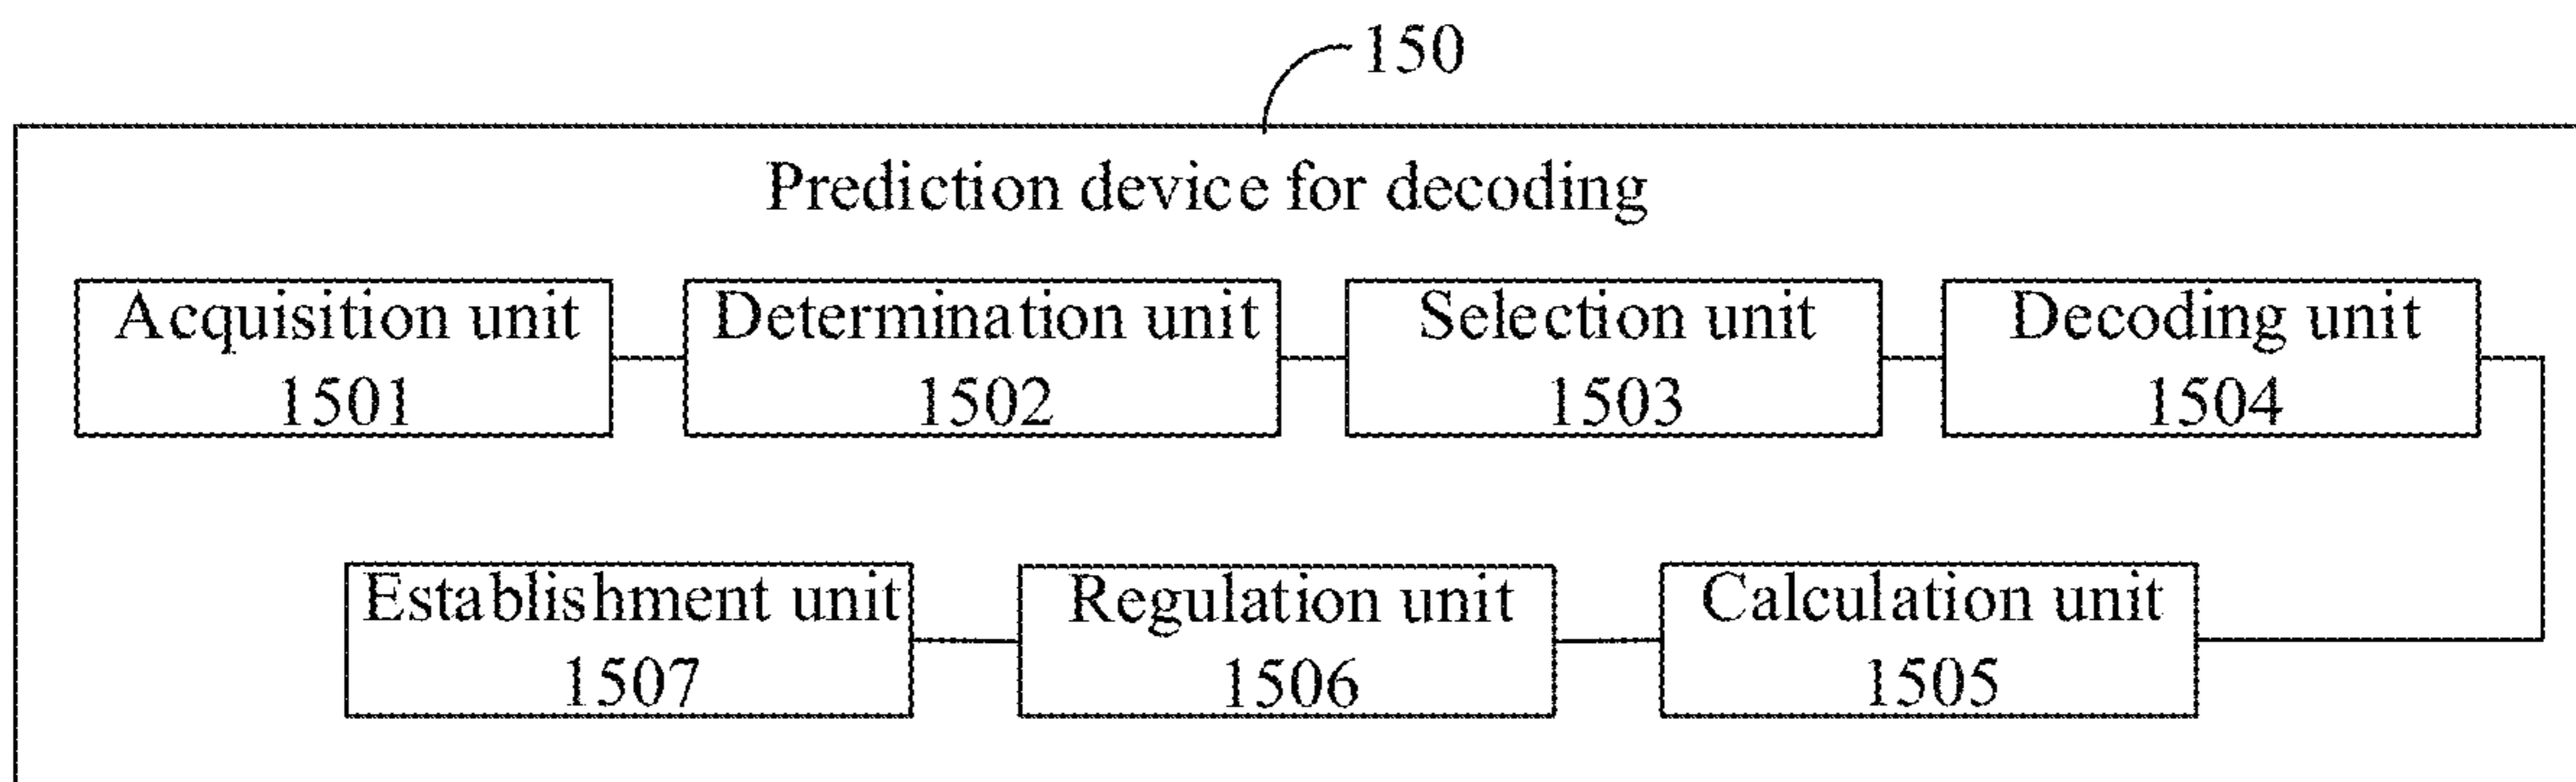 150
Prediction device for decoding
Acquisition unit
1501
Determination unit
1502
Selection unit
1503
Decoding unit
1504
Establishment unit
1507
Regulation unit
1506
Calculation unit
1505